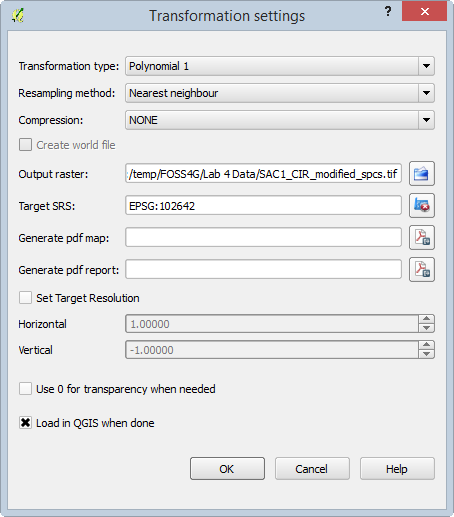 Transformation settings
?
Transformation type: Polynomial 1
Resampling method: Nearest neighbour
Compression: NONE
Create world file
Output raster: :/temp/FOSS4G/Lab 4 Data/SAC1_CIR_modified_spcs.tif
Target SRS: EPSG:102642
Generate pdf map:
Generate pdf report:
Set Target Resolution
Horizontal 1.00000
Vertical -1.00000
Use 0 for transparency when needed
Load in QGIS when done
OK Cancel Help